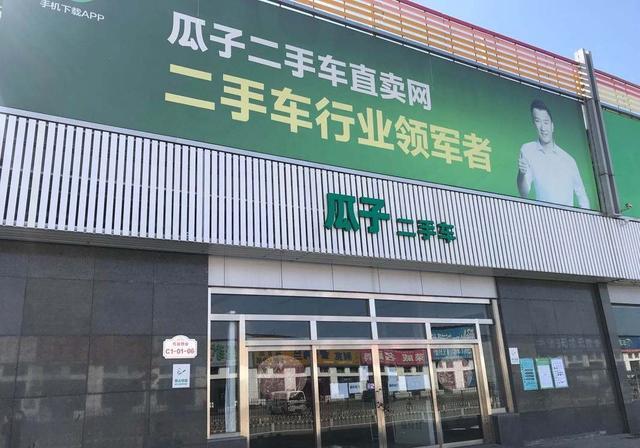 手机下载APP
瓜子二手车直卖网
二手车行业领军者
瓜子 二手车
C1-01-06